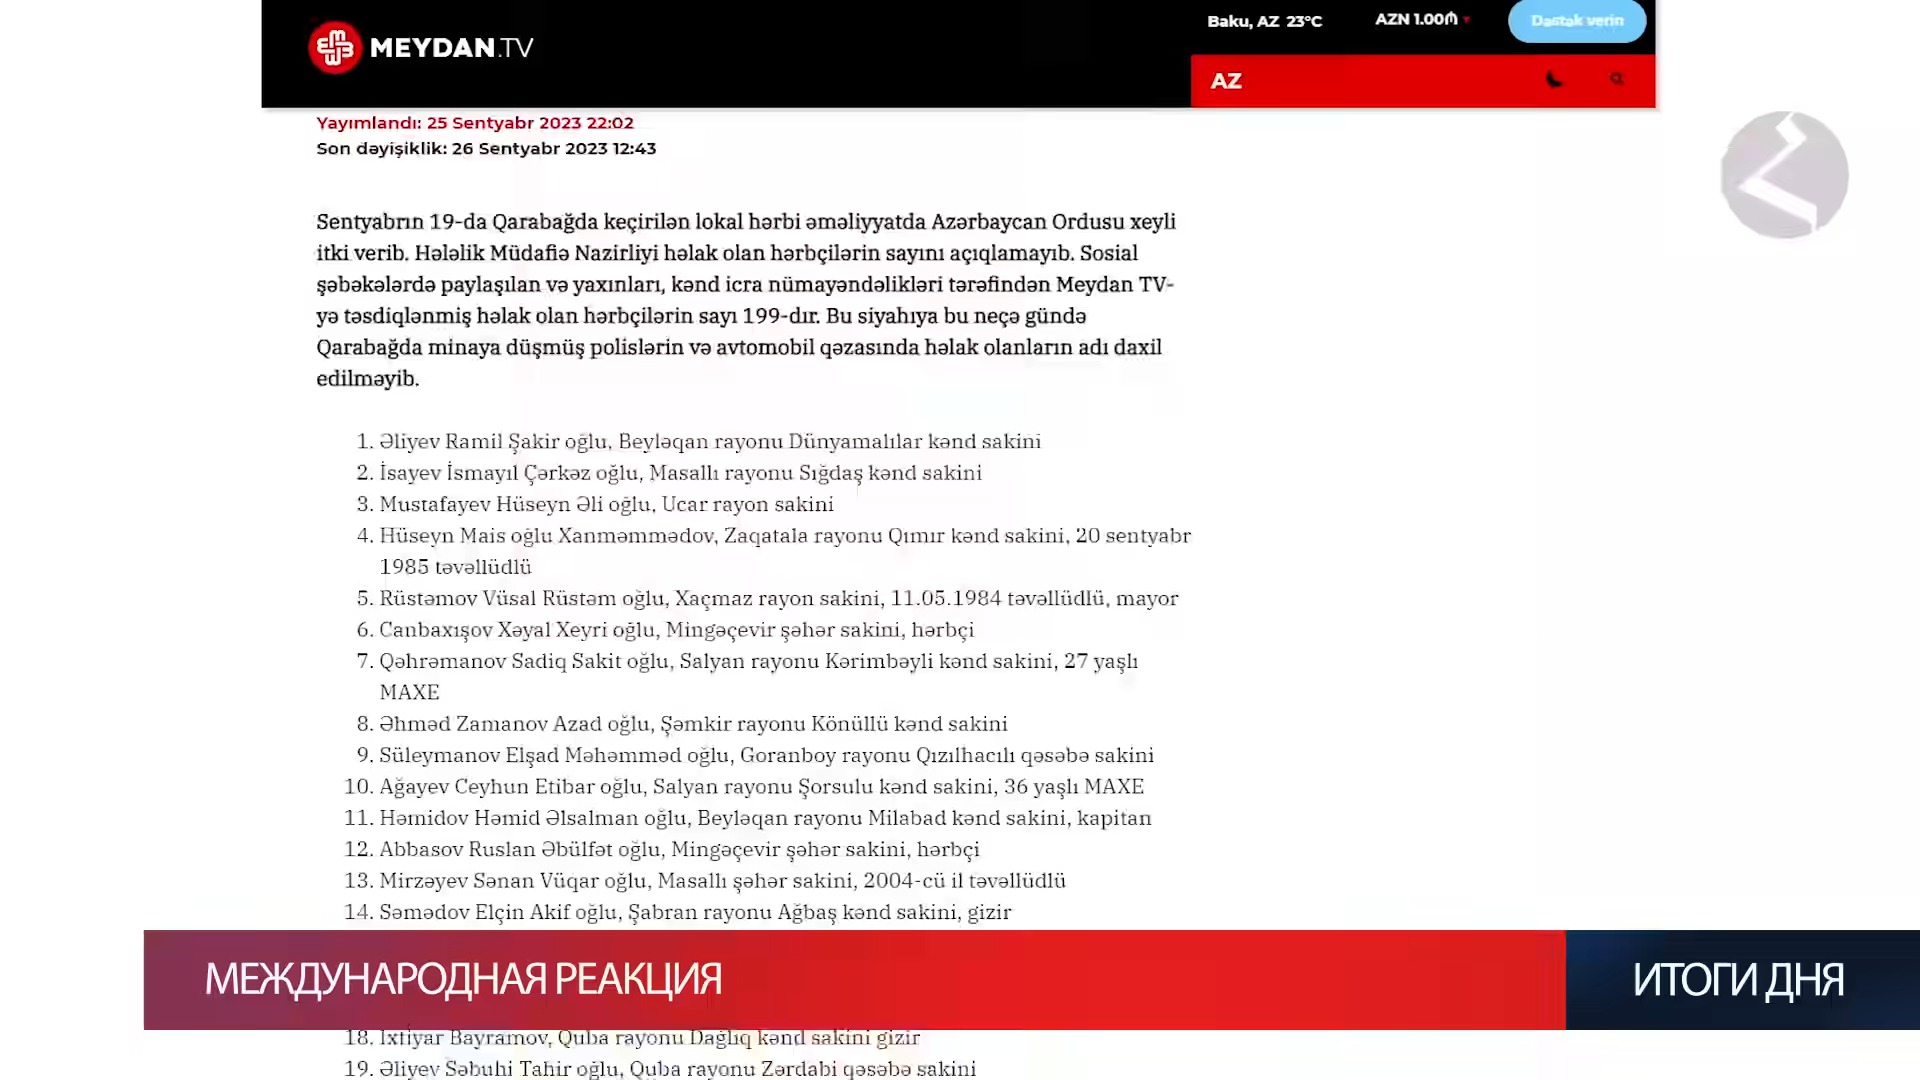 MEYDAN.TV
Baku, AZ 23°C
AZN 1.00₼
Dəstək verin
AZ
Yayımlandı: 25 Sentyabr 2023 22:02
Son dəyişiklik: 26 Sentyabr 2023 12:43
Sentyabrın 19-da Qarabağda keçirilən lokal hərbi əməliyyatda Azərbaycan Ordusu xeyli
itki verib. Hələlik Müdafiə Nazirliyi həlak olan hərbçilərin sayını açıqlamayıb. Sosial
şəbəkələrdə paylaşılan və yaxınları, kənd icra nümayəndəlikləri tərəfindən Meydan TV-
yə təsdiqlənmiş həlak olan hərbçilərin sayı 199-dır. Bu siyahıya bu neçə gündə
Qarabağda minaya düşmüş polislərin və avtomobil qəzasında həlak olanların adı daxil
edilməyib.
1. Əliyev Ramil Şakir oğlu, Beyləqan rayonu Dünyamalılar kənd sakini
2. İsayev İsmayıl Çərkəz oğlu, Masallı rayonu Sığdaş kənd sakini
3. Mustafayev Hüseyn Əli oğlu, Ucar rayon sakini
4. Hüseyn Mais oğlu Xanməmmədov, Zaqatala rayonu Qımır kənd sakini, 20 sentyabr
1985 təvəllüdlü
5. Rüstəmov Vüsal Rüstəm oğlu, Xaçmaz rayon sakini, 11.05.1984 təvəllüdlü, mayor
6. Canbaxışov Xəyal Xeyri oğlu, Mingəçevir şəhər sakini, hərbçi
7. Qəhrəmanov Sadiq Sakit oğlu, Salyan rayonu Kərimbəyli kənd sakini, 27 yaşlı
MAXE
8. Əhməd Zamanov Azad oğlu, Şəmkir rayonu Könüllü kənd sakini
9. Süleymanov Elşad Məhəmməd oğlu, Goranboy rayonu Qızılhacılı qəsəbə sakini
10. Ağayev Ceyhun Etibar oğlu, Salyan rayonu Şorsulu kənd sakini, 36 yaşlı MAXE
11. Həmidov Həmid Əlsalman oğlu, Beyləqan rayonu Milabad kənd sakini, kapitan
12. Abbasov Ruslan Əbülfət oğlu, Mingəçevir şəhər sakini, hərbçi
13. Mirzəyev Sənan Vüqar oğlu, Masallı şəhər sakini, 2004-cü il təvəllüdlü
14. Səmədov Elçin Akif oğlu, Şabran rayonu Ağbaş kənd sakini, gizir
МЕЖДУНАРОДНАЯ РЕАКЦИЯ
ИТОГИ ДНЯ
18. İxtiyar Bayramov, Quba rayonu Dağlıq kənd sakini gizir
19. Əliyev Səbuhi Tahir oğlu, Quba rayonu Zərdabi qəsəbə sakini